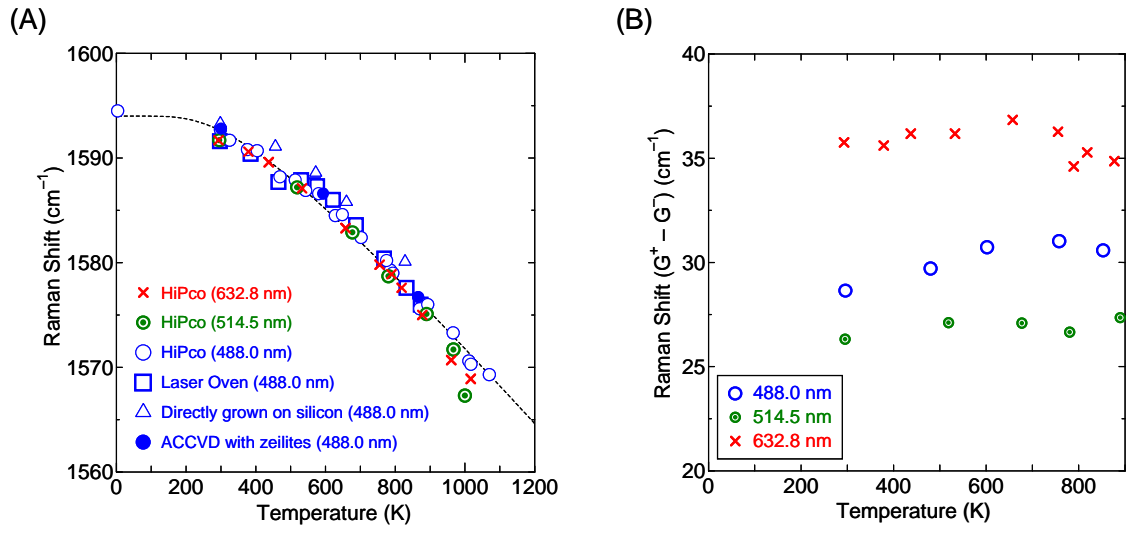 (A)
Raman Shift (cm⁻¹)
1600
1590
1580
1570
1560
HiPco (632.8 nm)
HiPco (514.5 nm)
HiPco (488.0 nm)
Laser Oven (488.0 nm)
Directly grown on silicon (488.0 nm)
ACCVD with zeilites (488.0 nm)
0 200 400 600 800 1000 1200
Temperature (K)
(B)
Raman Shift (G⁺ − G⁻) (cm⁻¹)
40
35
30
25
20
488.0 nm
514.5 nm
632.8 nm
0 200 400 600 800
Temperature (K)